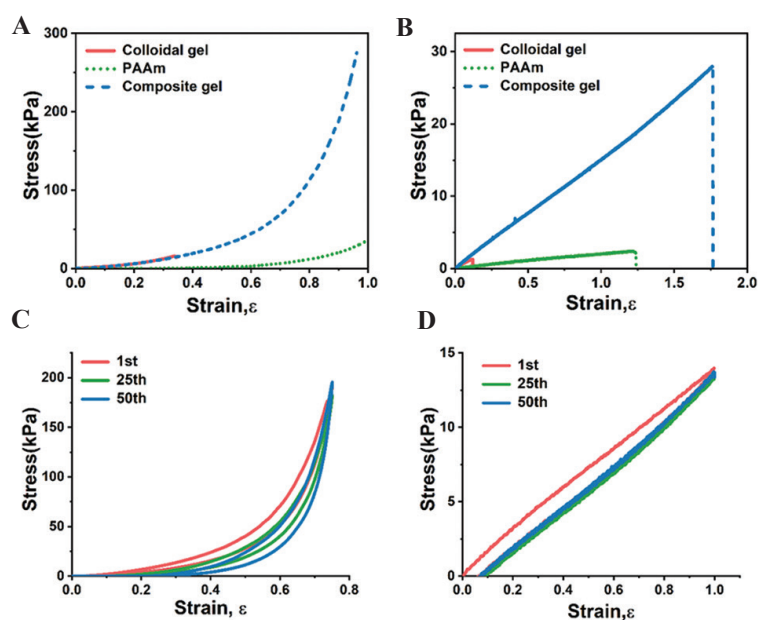 A
300
200
100
0
Stress(kPa)
Colloidal gel
PAAm
Composite gel
0.0 0.2 0.4 0.6 0.8 1.0
Strain,ε
B
30
20
10
0
Stress(kPa)
Colloidal gel
PAAm
Composite gel
0.0 0.5 1.0 1.5 2.0
Strain,ε
C
200
150
100
50
0
Stress(kPa)
1st
25th
50th
0.0 0.2 0.4 0.6 0.8
Strain, ε
D
15
10
5
0
Stress(kPa)
1st
25th
50th
0.0 0.2 0.4 0.6 0.8 1.0
Strain,ε